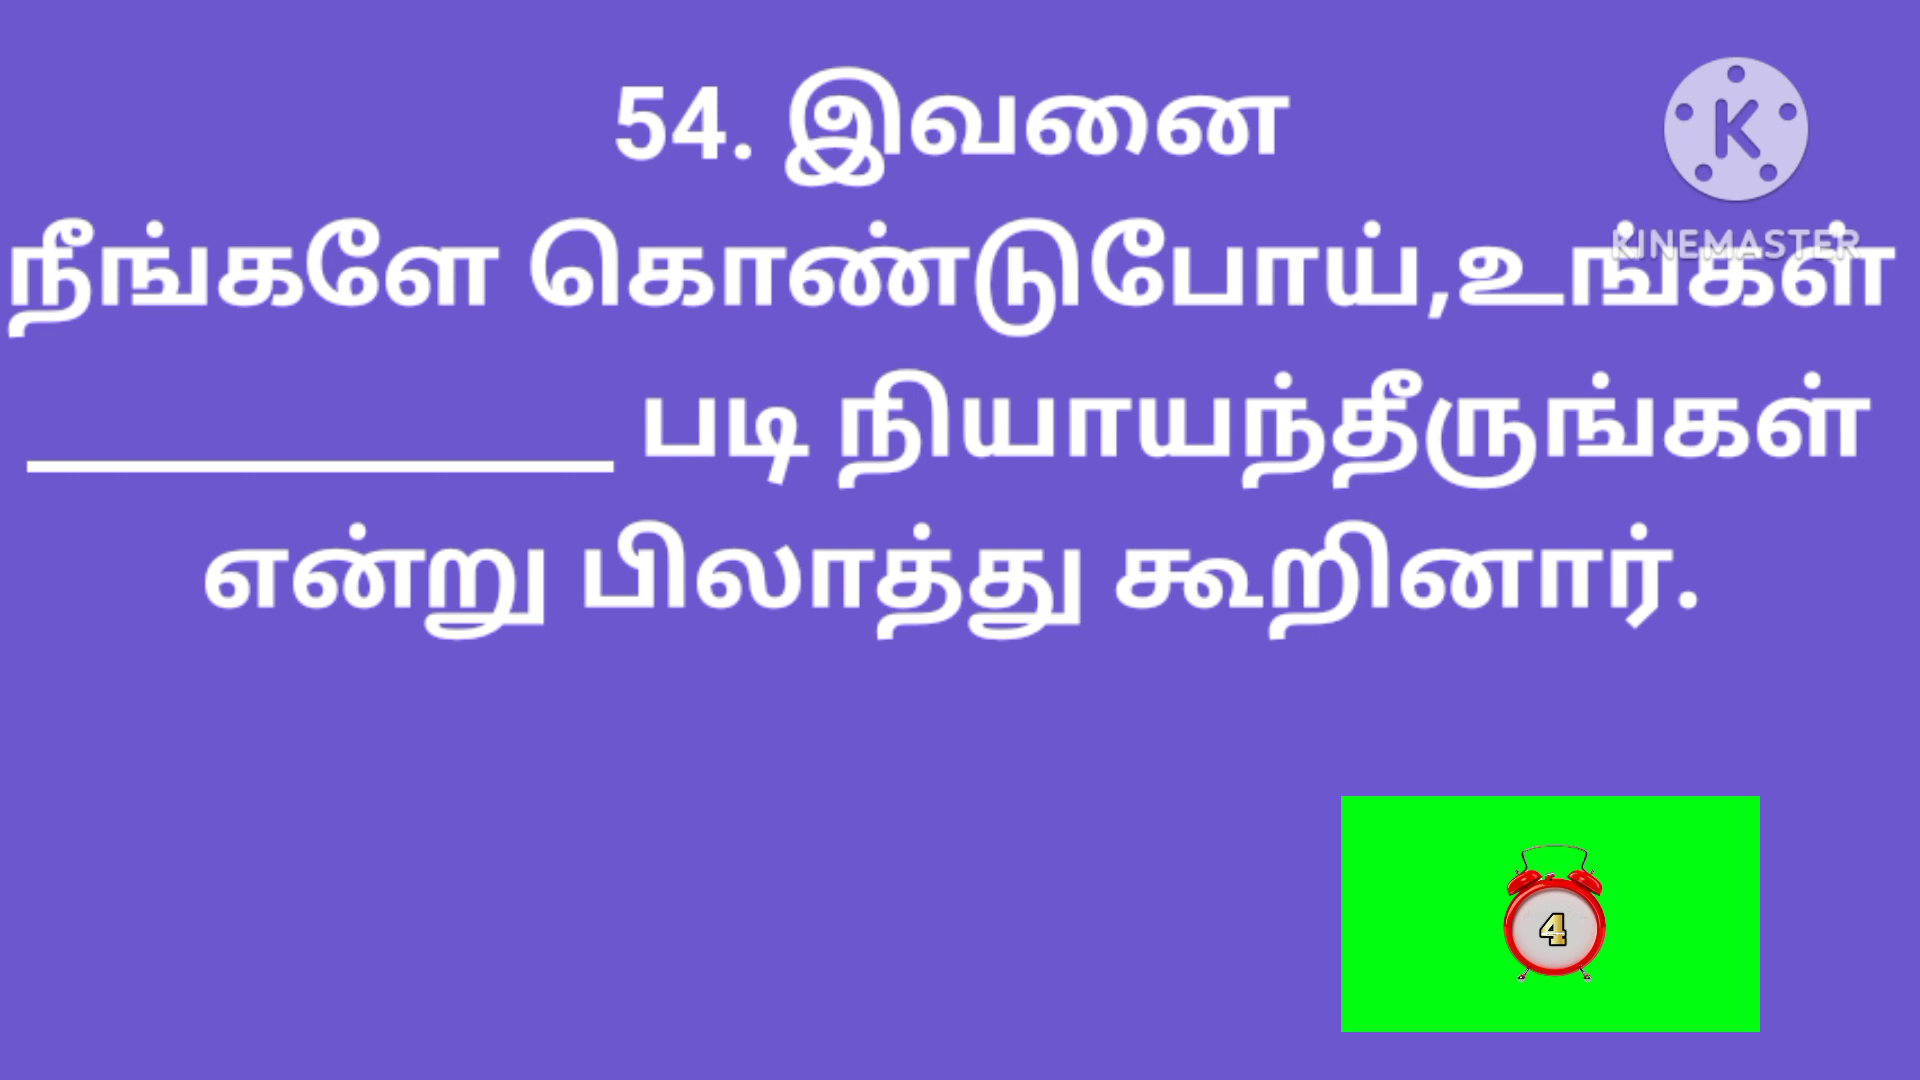 54. இவனை
K
KINEMASTER
நீங்களே கொண்டுபோய்,உங்கள்
______________ படி நியாயந்தீருங்கள்
என்று பிலாத்து கூறினார்.
4